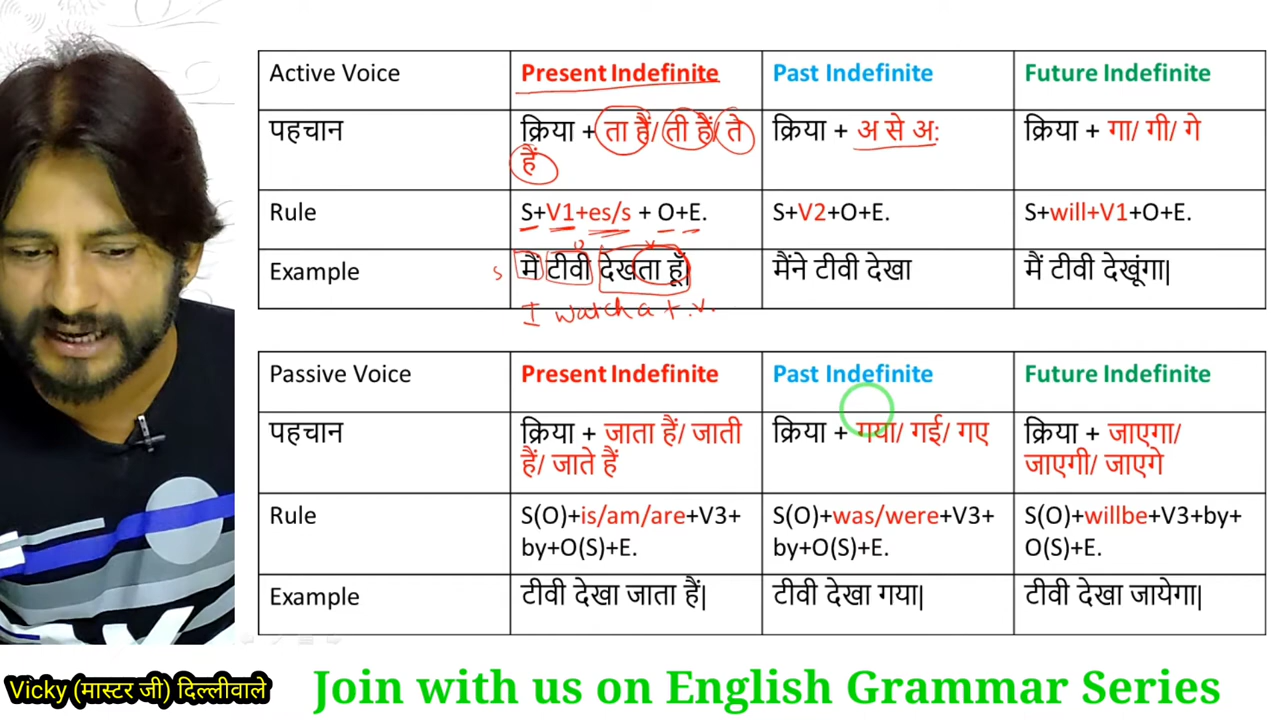 Active Voice Present Indefinite Past Indefinite Future Indefinite
पहचान क्रिया + ता हैं/ ती हैं/ ते क्रिया + अ से अ: क्रिया + गा/ गी/ गे
हैं
Rule S+V1+es/s + O+E. S+V2+O+E. S+will+V1+O+E.
Example S मैं टीवी देखता हूँ| मैंने टीवी देखा मैं टीवी देखूंगा|
I watch a t.v.
Passive Voice Present Indefinite Past Indefinite Future Indefinite
पहचान क्रिया + जाता हैं/ जाती क्रिया + गया/ गई/ गए क्रिया + जाएगा/
हैं/ जाते हैं जाएगी/ जाएगे
Rule S(O)+is/am/are+V3+ S(O)+was/were+V3+ S(O)+willbe+V3+by+
by+O(S)+E. by+O(S)+E. O(S)+E.
Example टीवी देखा जाता हैं| टीवी देखा गया| टीवी देखा जायेगा|
Vicky (मास्टर जी) दिल्लीवाले
Join with us on English Grammar Series